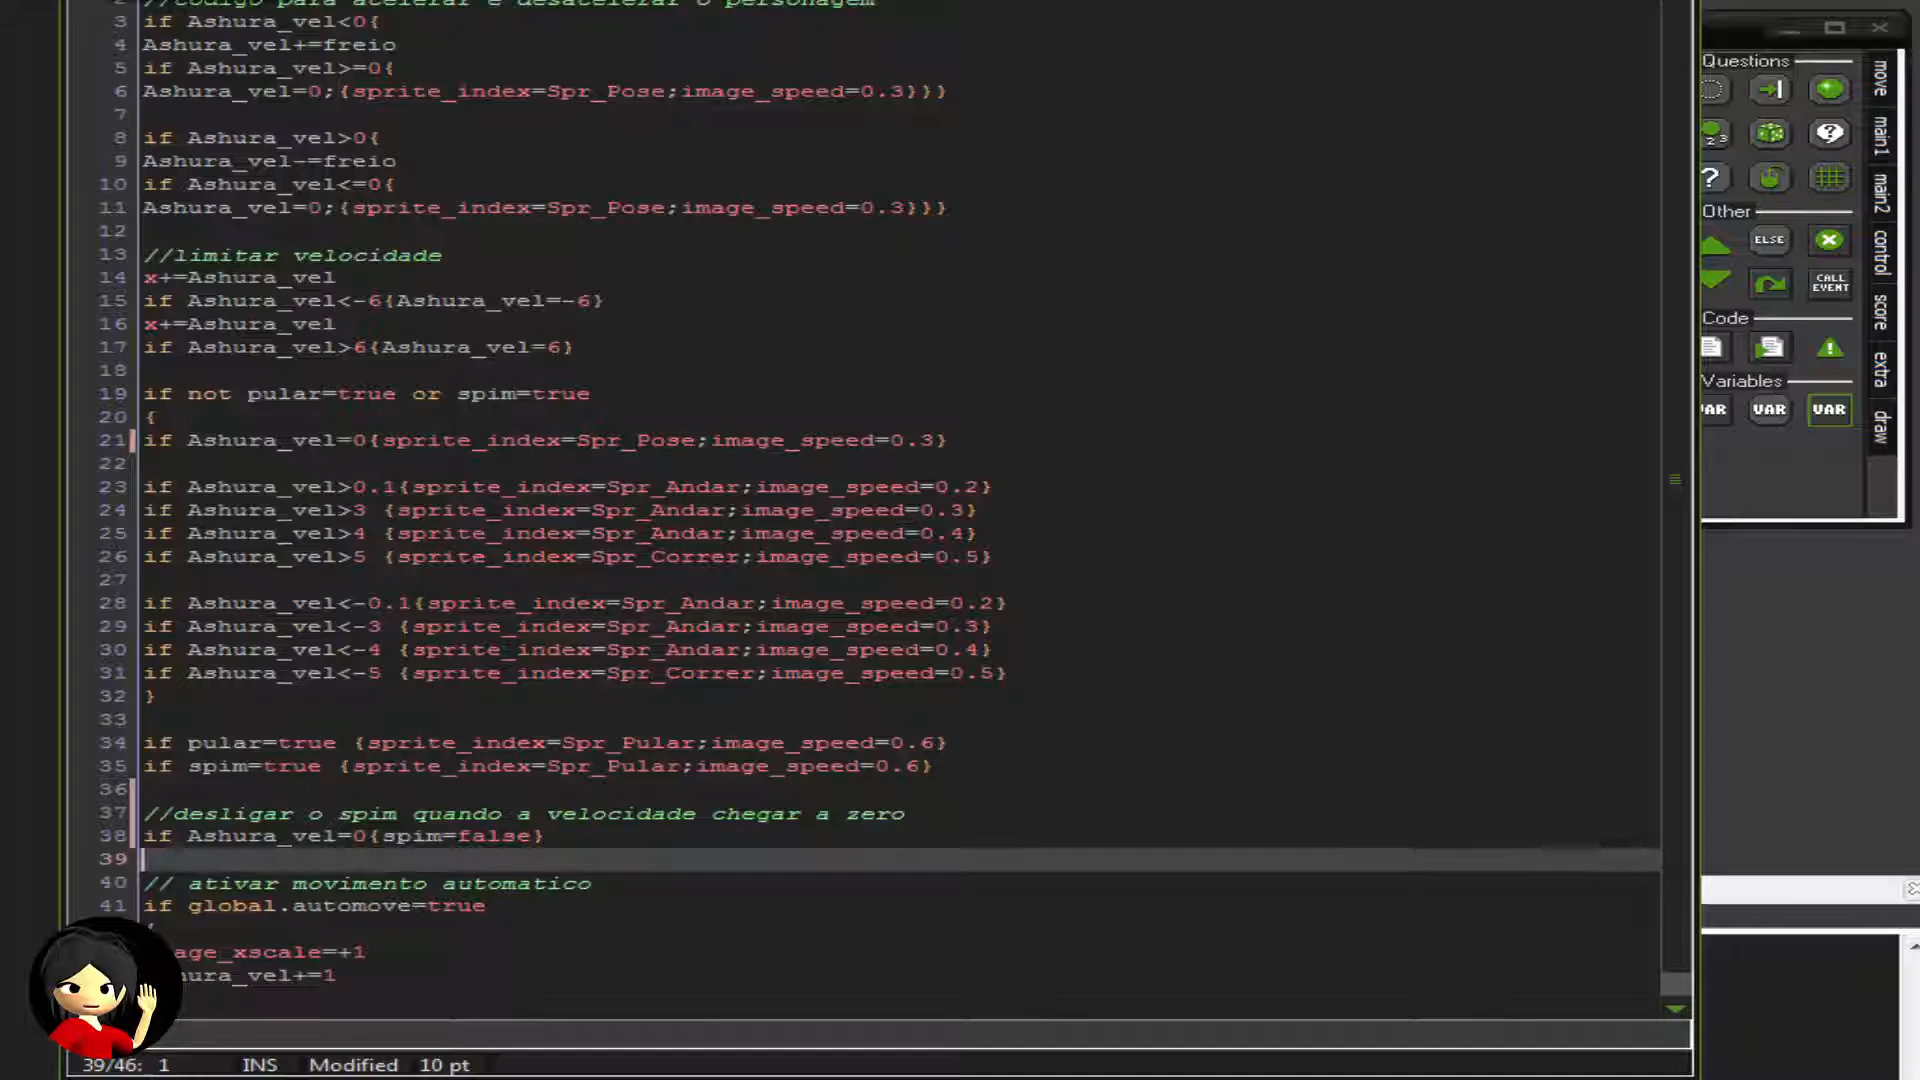 2 //codigo para acelerar e desacelerar o personagem
3 if Ashura_vel<0{
4 Ashura_vel+=freio
5 if Ashura_vel>=0{
6 Ashura_vel=0;{sprite_index=Spr_Pose;image_speed=0.3}}}
7
8 if Ashura_vel>0{
9 Ashura_vel-=freio
10 if Ashura_vel<=0{
11 Ashura_vel=0;{sprite_index=Spr_Pose;image_speed=0.3}}}
12
13 //limitar velocidade
14 x+=Ashura_vel
15 if Ashura_vel<-6{Ashura_vel=-6}
16 x+=Ashura_vel
17 if Ashura_vel>6{Ashura_vel=6}
18
19 if not pular=true or spim=true
20 {
21 if Ashura_vel=0{sprite_index=Spr_Pose;image_speed=0.3}
22
23 if Ashura_vel>0.1{sprite_index=Spr_Andar;image_speed=0.2}
24 if Ashura_vel>3 {sprite_index=Spr_Andar;image_speed=0.3}
25 if Ashura_vel>4 {sprite_index=Spr_Andar;image_speed=0.4}
26 if Ashura_vel>5 {sprite_index=Spr_Correr;image_speed=0.5}
27
28 if Ashura_vel<-0.1{sprite_index=Spr_Andar;image_speed=0.2}
29 if Ashura_vel<-3 {sprite_index=Spr_Andar;image_speed=0.3}
30 if Ashura_vel<-4 {sprite_index=Spr_Andar;image_speed=0.4}
31 if Ashura_vel<-5 {sprite_index=Spr_Correr;image_speed=0.5}
32 }
33
34 if pular=true {sprite_index=Spr_Pular;image_speed=0.6}
35 if spim=true {sprite_index=Spr_Pular;image_speed=0.6}
36
37 //desligar o spim quando a velocidade chegar a zero
38 if Ashura_vel=0{spim=false}
39
40 // ativar movimento automatico
41 if global.automove=true
age_xscale=+1
hura_vel+=1
39/46: 1 INS Modified 10 pt
Questions
2 3
?
?
Other
ELSE
CALL
EVENT
Code
Variables
AR VAR VAR
move
main1
main2
control
score
extra
draw